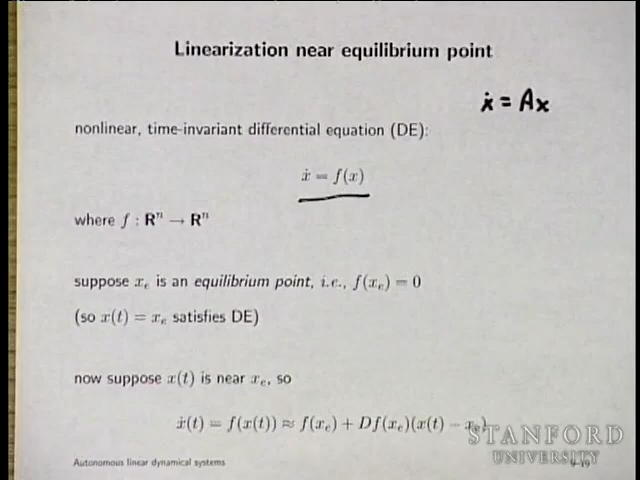 Linearization near equilibrium point
ẋ = Ax
nonlinear, time-invariant differential equation (DE):
ẋ = f(x)
where f : Rⁿ → Rⁿ
suppose xₑ is an equilibrium point, i.e., f(xₑ) = 0
(so x(t) = xₑ satisfies DE)
now suppose x(t) is near xₑ, so
ẋ(t) = f(x(t)) ≈ f(xₑ) + Df(xₑ)(x(t) − xₑ)
STANFORD
UNIVERSITY
Autonomous linear dynamical systems